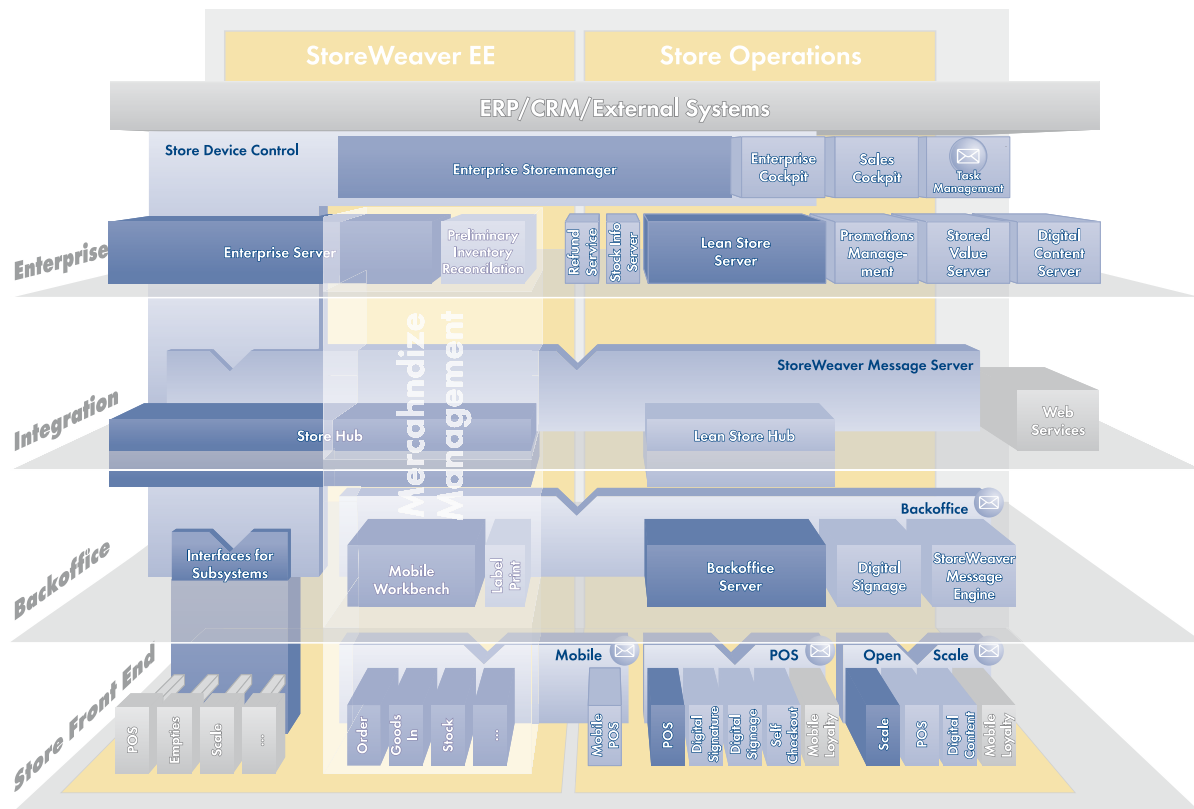 StoreWeaver EE
Store Operations
ERP/CRM/External Systems
Store Device Control
Enterprise Storemanager
Enterprise
Cockpit
Sales
Cockpit
Task
Management
Enterprise
Enterprise Server
Preliminary
Inventory
Reconcilation
Refund
Service
Stock Info
Server
Lean Store
Server
Promotions
Manage-
ment
Stored
Value
Server
Digital
Content
Server
Mercahndize
Management
Integration
StoreWeaver Message Server
Store Hub
Lean Store Hub
Web
Services
Backoffice
Backoffice
Interfaces for
Subsystems
Mobile
Workbench
Label
Print
Backoffice
Server
Digital
Signage
StoreWeaver
Message
Engine
Store Front End
Mobile
POS
Open
Scale
POS
Empties
Scale
...
Order
Goods
In
Stock
...
Mobile
POS
POS
Digital
Signature
Digital
Signage
Self
Checkout
Mobile
Loyalty
Scale
POS
Digital
Content
Mobile
Loyalty